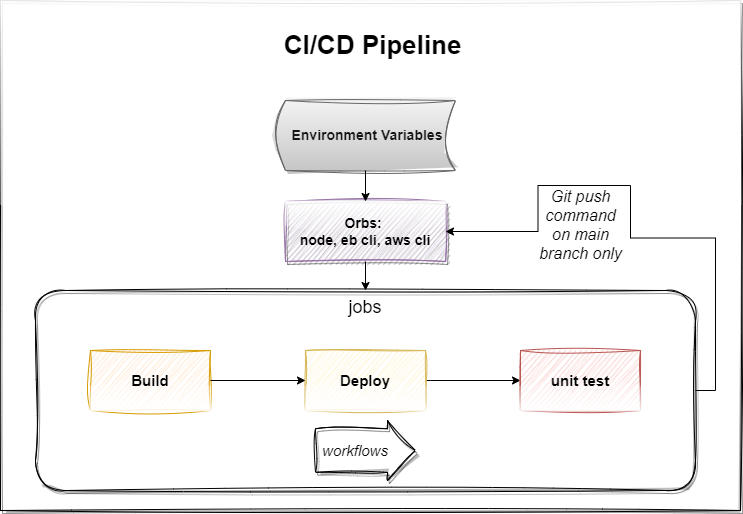 CI/CD Pipeline
Environment Variables
Orbs:
node, eb cli, aws cli
Git push
command
on main
branch only
jobs
Build
Deploy
unit test
workflows